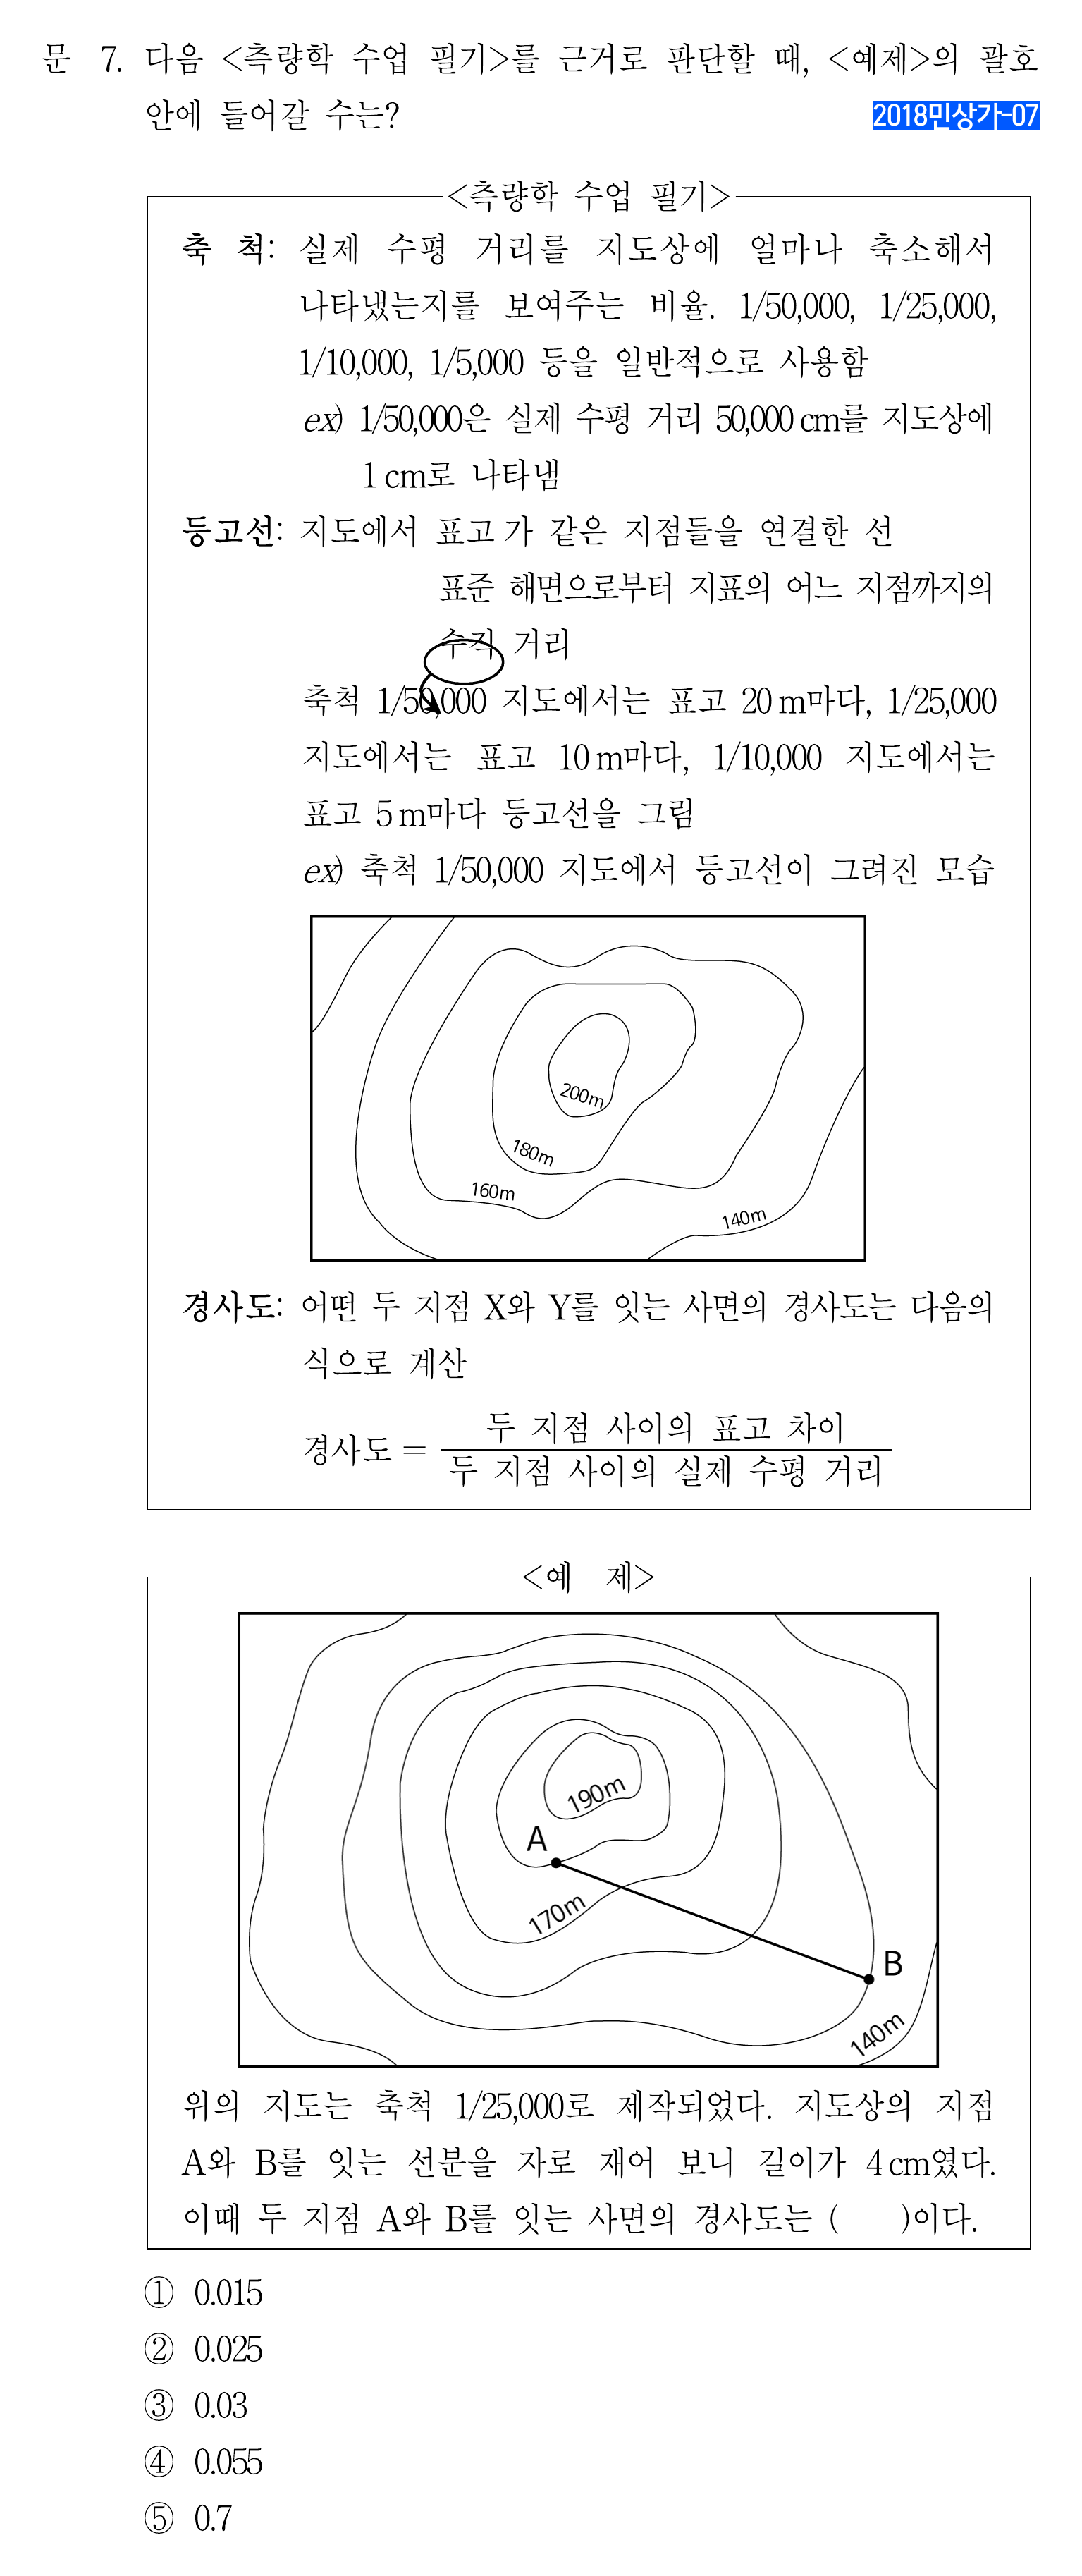 문 7. 다음 <측량학 수업 필기>를 근거로 판단할 때, <예제>의 괄호
안에 들어갈 수는?
2018민상가-07
<측량학 수업 필기>
축 척: 실제 수평 거리를 지도상에 얼마나 축소해서
나타냈는지를 보여주는 비율. 1/50,000, 1/25,000,
1/10,000, 1/5,000 등을 일반적으로 사용함
ex) 1/50,000은 실제 수평 거리 50,000 cm를 지도상에
1 cm로 나타냄
등고선: 지도에서 표고가 같은 지점들을 연결한 선
표준 해면으로부터 지표의 어느 지점까지의
수직 거리
축척 1/50,000 지도에서는 표고 20 m마다, 1/25,000
지도에서는 표고 10 m마다, 1/10,000 지도에서는
표고 5 m마다 등고선을 그림
ex) 축척 1/50,000 지도에서 등고선이 그려진 모습
200m
180m
160m
140m
경사도: 어떤 두 지점 X와 Y를 잇는 사면의 경사도는 다음의
식으로 계산
경사도 = 두 지점 사이의 표고 차이
두 지점 사이의 실제 수평 거리
<예 제>
190m
A
170m
B
140m
위의 지도는 축척 1/25,000로 제작되었다. 지도상의 지점
A와 B를 잇는 선분을 자로 재어 보니 길이가 4 cm였다.
이때 두 지점 A와 B를 잇는 사면의 경사도는 (    )이다.
① 0.015
② 0.025
③ 0.03
④ 0.055
⑤ 0.7